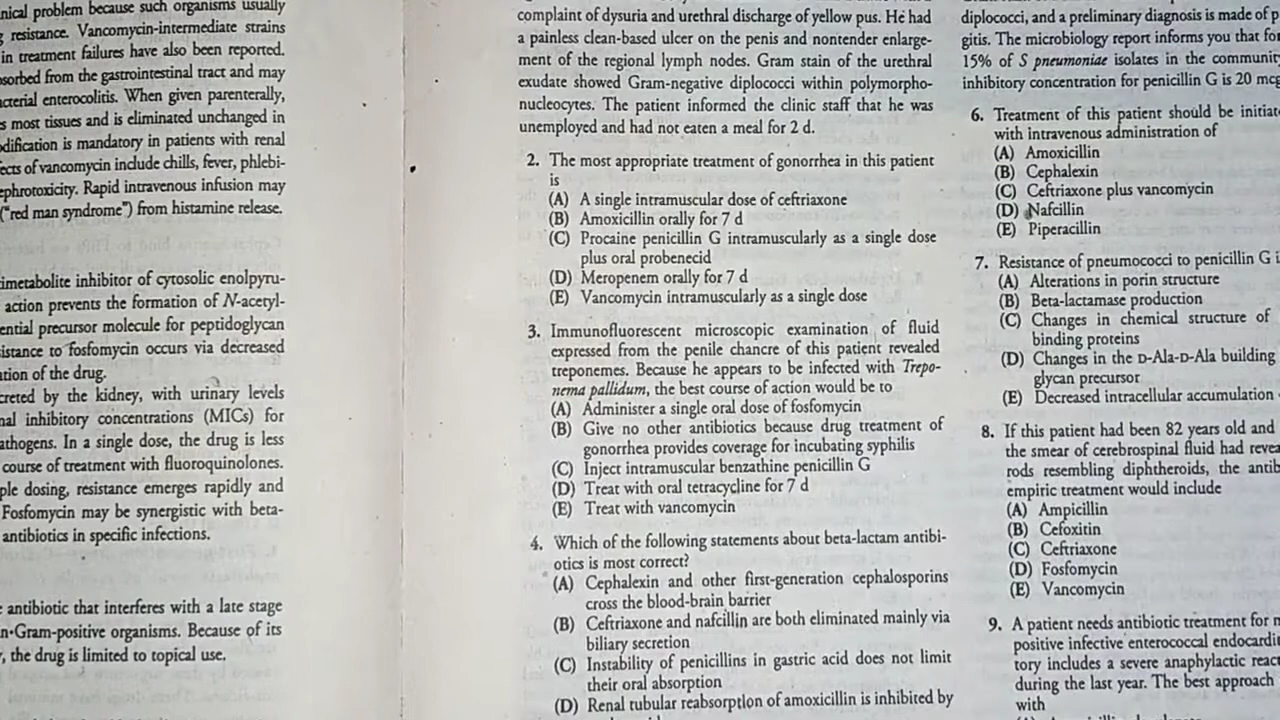 nical problem because such organisms usually
resistance. Vancomycin-intermediate strains
in treatment failures have also been reported.
sorbed from the gastrointestinal tract and may
acterial enterocolitis. When given parenterally,
s most tissues and is eliminated unchanged in
dification is mandatory in patients with renal
ects of vancomycin include chills, fever, phlebi-
ephrotoxicity. Rapid intravenous infusion may
("red man syndrome") from histamine release.
timetabolite inhibitor of cytosolic enolpyru-
action prevents the formation of N-acetyl-
ential precursor molecule for peptidoglycan
sistance to fosfomycin occurs via decreased
ation of the drug.
creted by the kidney, with urinary levels
nal inhibitory concentrations (MICs) for
athogens. In a single dose, the drug is less
course of treatment with fluoroquinolones.
ple dosing, resistance emerges rapidly and
Fosfomycin may be synergistic with beta-
antibiotics in specific infections.
antibiotic that interferes with a late stage
n•Gram-positive organisms. Because of its
, the drug is limited to topical use.
complaint of dysuria and urethral discharge of yellow pus. He had
a painless clean-based ulcer on the penis and nontender enlarge-
ment of the regional lymph nodes. Gram stain of the urethral
exudate showed Gram-negative diplococci within polymorpho-
nucleocytes. The patient informed the clinic staff that he was
unemployed and had not eaten a meal for 2 d.
2. The most appropriate treatment of gonorrhea in this patient
is
(A) A single intramuscular dose of ceftriaxone
(B) Amoxicillin orally for 7 d
(C) Procaine penicillin G intramuscularly as a single dose
plus oral probenecid
(D) Meropenem orally for 7 d
(E) Vancomycin intramuscularly as a single dose
3. Immunofluorescent microscopic examination of fluid
expressed from the penile chancre of this patient revealed
treponemes. Because he appears to be infected with Trepo-
nema pallidum, the best course of action would be to
(A) Administer a single oral dose of fosfomycin
(B) Give no other antibiotics because drug treatment of
gonorrhea provides coverage for incubating syphilis
(C) Inject intramuscular benzathine penicillin G
(D) Treat with oral tetracycline for 7 d
(E) Treat with vancomycin
4. Which of the following statements about beta-lactam antibi-
otics is most correct?
(A) Cephalexin and other first-generation cephalosporins
cross the blood-brain barrier
(B) Ceftriaxone and nafcillin are both eliminated mainly via
biliary secretion
(C) Instability of penicillins in gastric acid does not limit
their oral absorption
(D) Renal tubular reabsorption of amoxicillin is inhibited by
diplococci, and a preliminary diagnosis is made of p
gitis. The microbiology report informs you that for
15% of S pneumoniae isolates in the community
inhibitory concentration for penicillin G is 20 mcg
6. Treatment of this patient should be initiate
with intravenous administration of
(A) Amoxicillin
(B) Cephalexin
(C) Ceftriaxone plus vancomycin
(D) Nafcillin
(E) Piperacillin
7. Resistance of pneumococci to penicillin G i
(A) Alterations in porin structure
(B) Beta-lactamase production
(C) Changes in chemical structure of
binding proteins
(D) Changes in the D-Ala-D-Ala building
glycan precursor
(E) Decreased intracellular accumulation
8. If this patient had been 82 years old and
the smear of cerebrospinal fluid had revea
rods resembling diphtheroids, the antib
empiric treatment would include
(A) Ampicillin
(B) Cefoxitin
(C) Ceftriaxone
(D) Fosfomycin
(E) Vancomycin
9. A patient needs antibiotic treatment for n
positive infective enterococcal endocardi
tory includes a severe anaphylactic reac
during the last year. The best approach
with